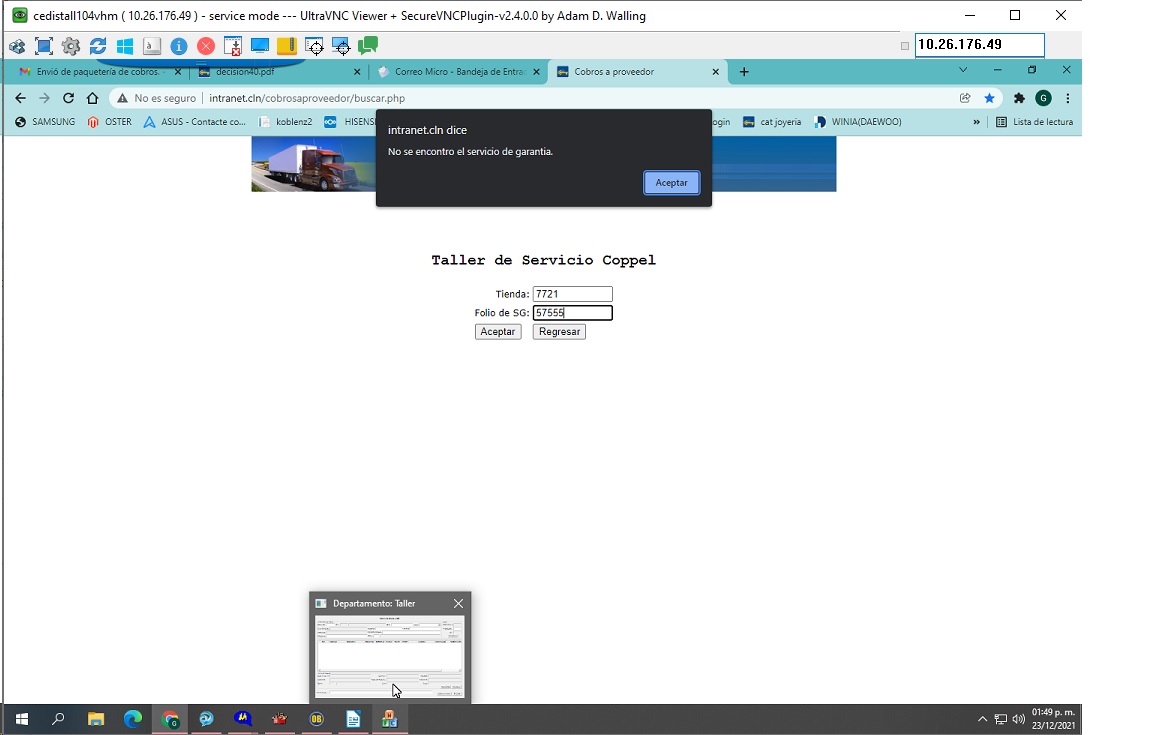 cedistall104vhm ( 10.26.176.49 ) - service mode --- UltraVNC Viewer + SecureVNCPlugin-v2.4.0.0 by Adam D. Walling
10.26.176.49
Envió de paquetería de cobros. -
decision40.pdf
Correo Micro - Bandeja de Entra
Cobros a proveedor
No es seguro
intranet.cln/cobrosaproveedor/buscar.php
G
SAMSUNG
OSTER
ASUS - Contacte co...
koblenz2
HISENS
ogin
cat joyeria
WINIA(DAEWOO)
»
Lista de lectura
intranet.cln dice
No se encontro el servicio de garantia.
Aceptar
Taller de Servicio Coppel
Tienda: 7721
Folio de SG: 57555
Aceptar Regresar
Departamento: Taller
01:49 p. m.
23/12/2021